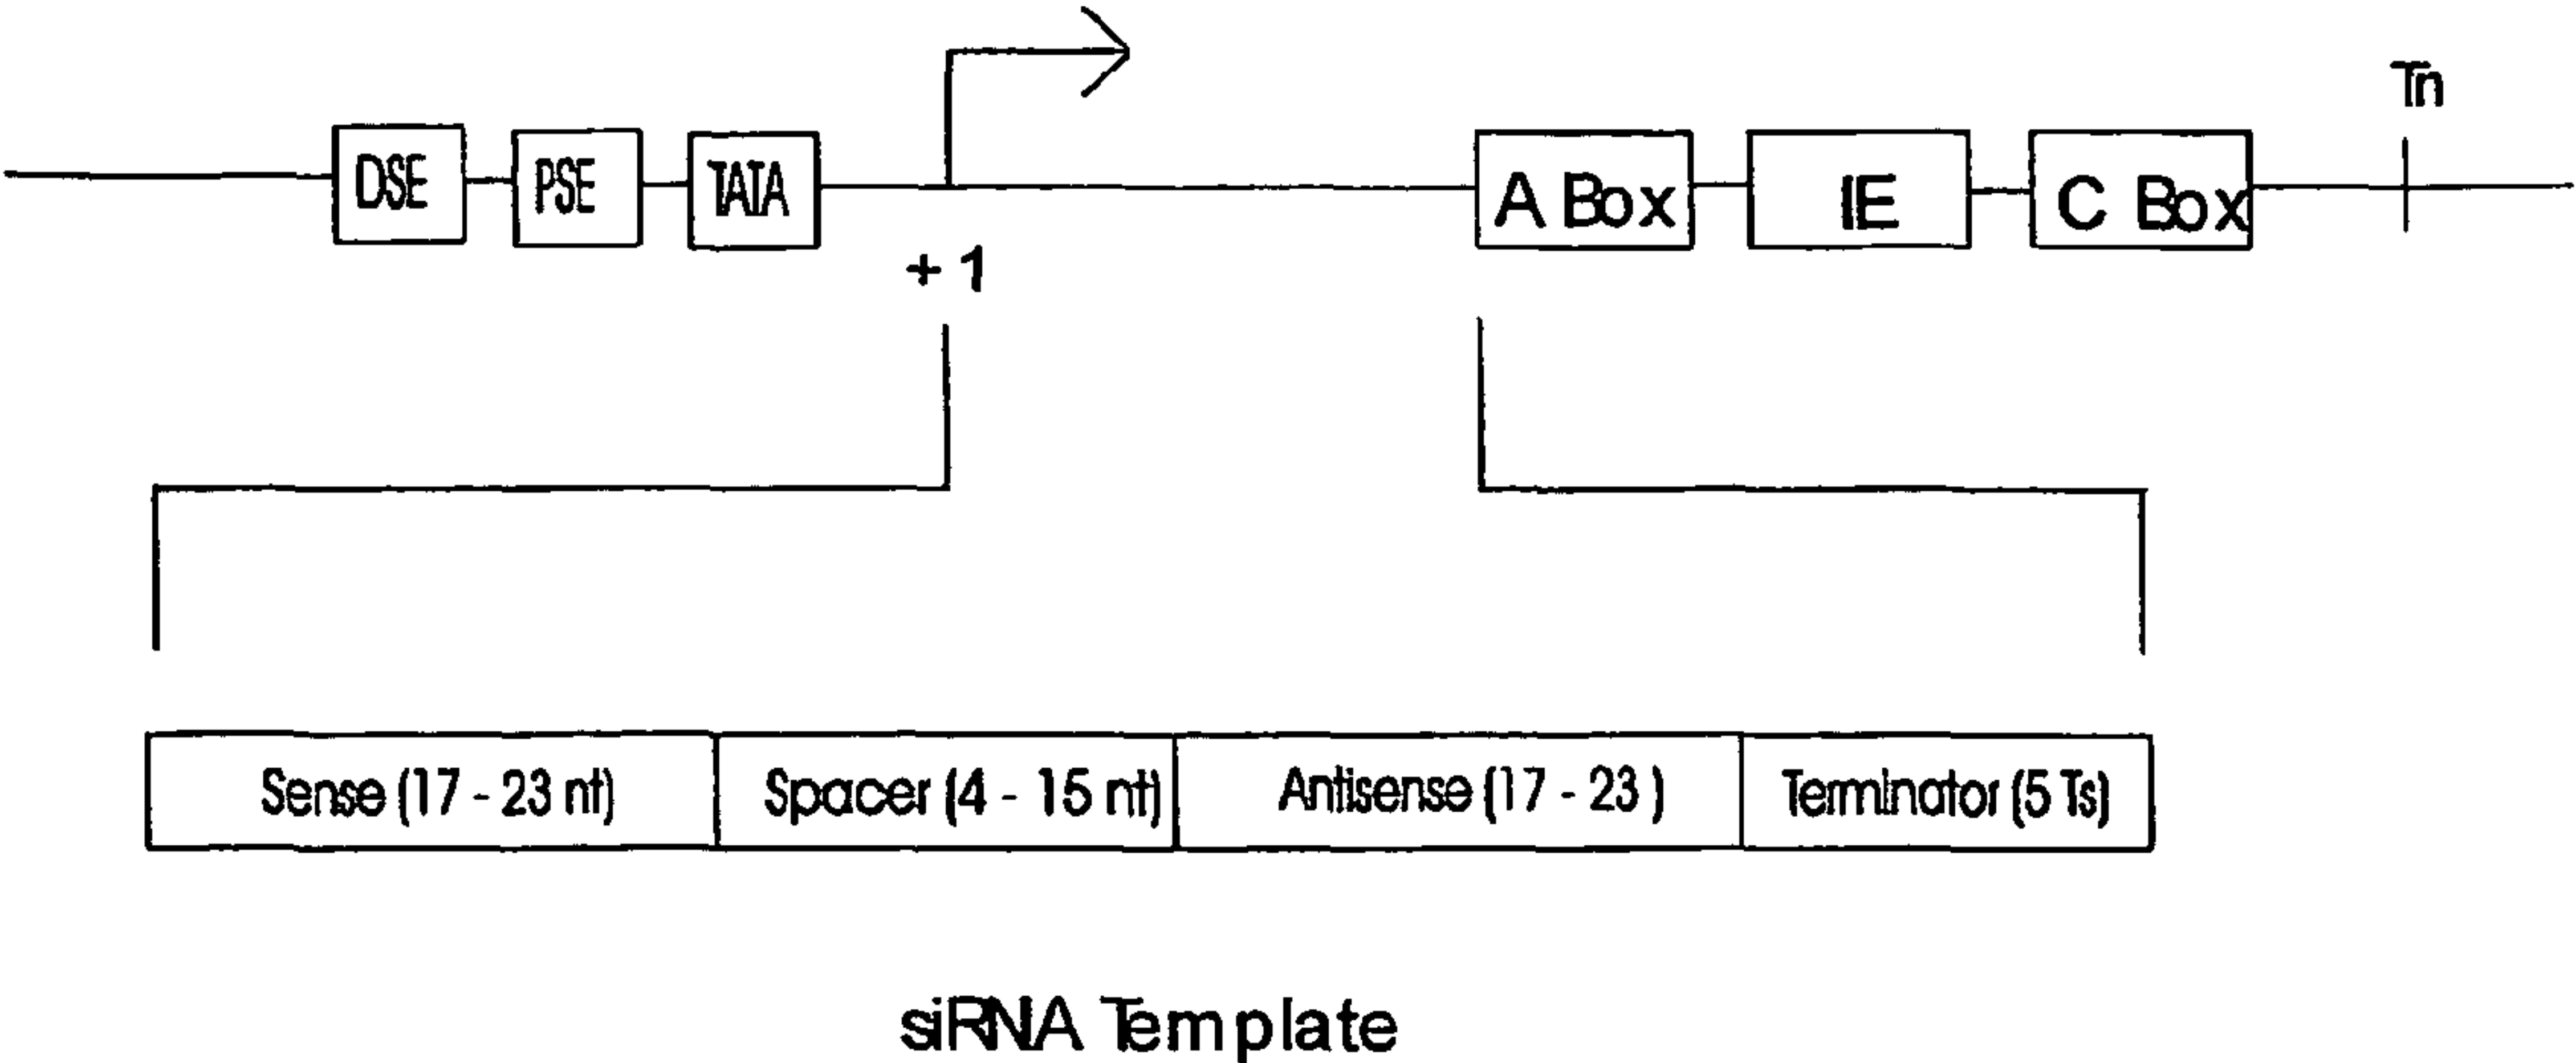 Tn
DSE PSE TATA A Box IE C Box
+ 1
Sense (17 - 23 nt) Spacer (4 - 15 nt) Antisense (17 - 23 ) Terminator (5 Ts)
siRNA Template